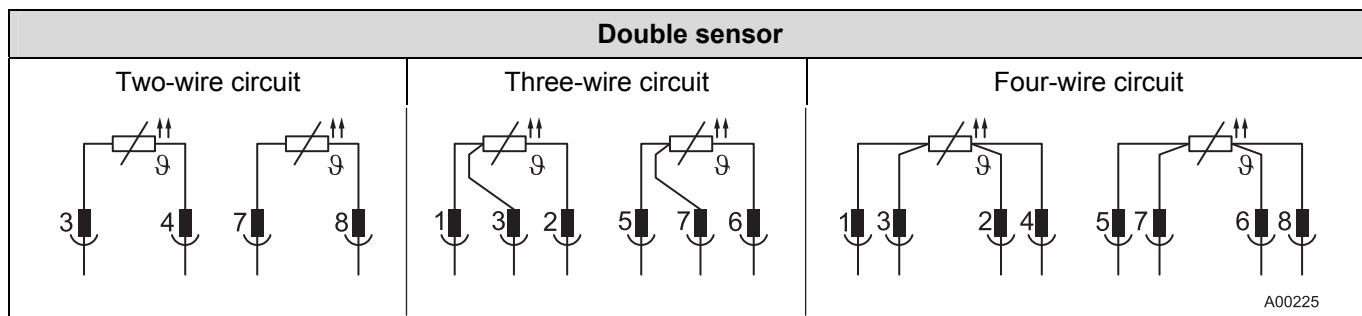 Double sensor
Two-wire circuit Three-wire circuit Four-wire circuit
ϑ ϑ ϑ ϑ ϑ ϑ
3 4 7 8 1 3 2 5 7 6 1 3 2 4 5 7 6 8
A00225